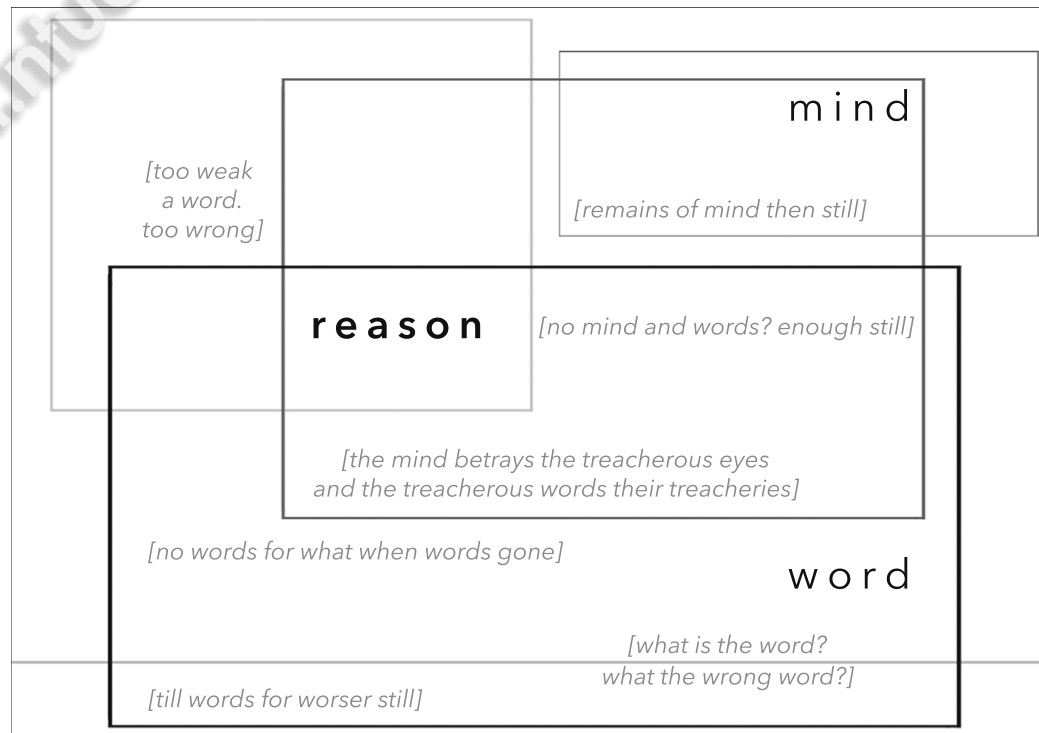 mind
[too weak
a word.
too wrong]
[remains of mind then still]
reason
[no mind and words? enough still]
[the mind betrays the treacherous eyes
and the treacherous words their treacheries]
[no words for what when words gone]
word
[what is the word?
what the wrong word?]
[till words for worser still]